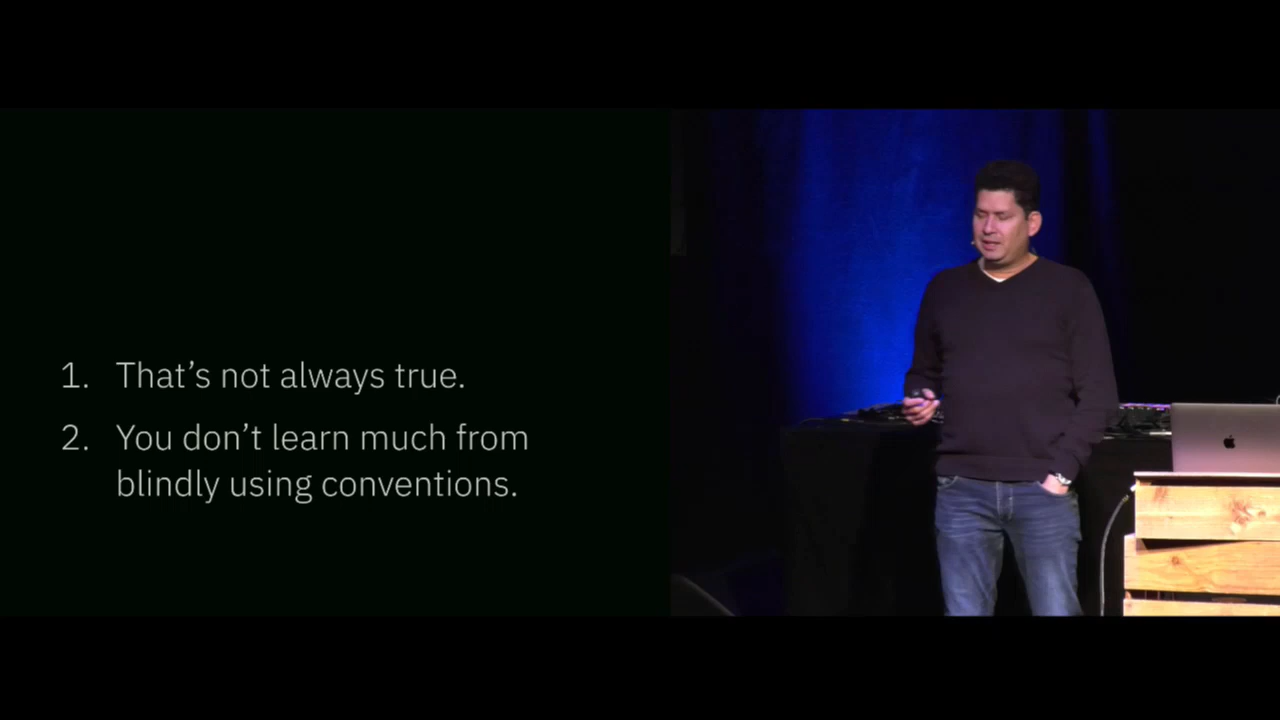 1. That’s not always true.
2. You don’t learn much from
blindly using conventions.